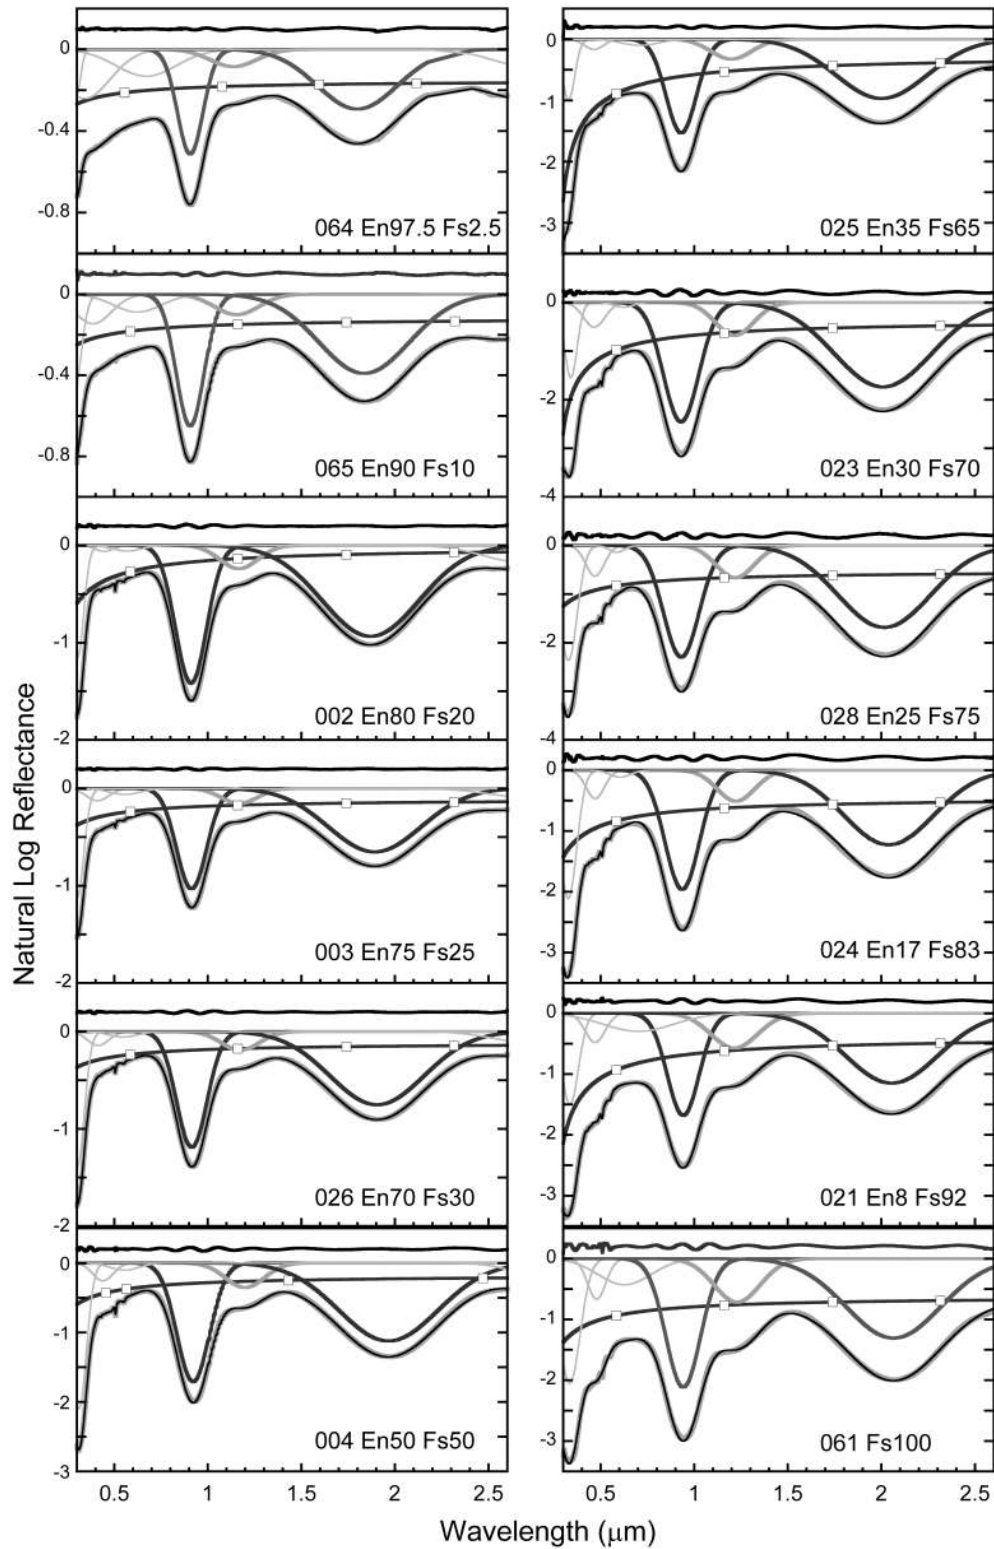 0
-0.4
-0.8
064 En97.5 Fs2.5
0
-0.4
-0.8
065 En90 Fs10
0
-1
-2
002 En80 Fs20
0
-1
-2
003 En75 Fs25
0
-1
-2
026 En70 Fs30
0
-1
-2
-3
004 En50 Fs50
0.5 1 1.5 2 2.5
0
-1
-2
-3
025 En35 Fs65
0
-2
-4
023 En30 Fs70
0
-2
-4
028 En25 Fs75
0
-1
-2
-3
024 En17 Fs83
0
-1
-2
-3
021 En8 Fs92
0
-1
-2
-3
061 Fs100
0.5 1 1.5 2 2.5
Natural Log Reflectance
Wavelength (μm)